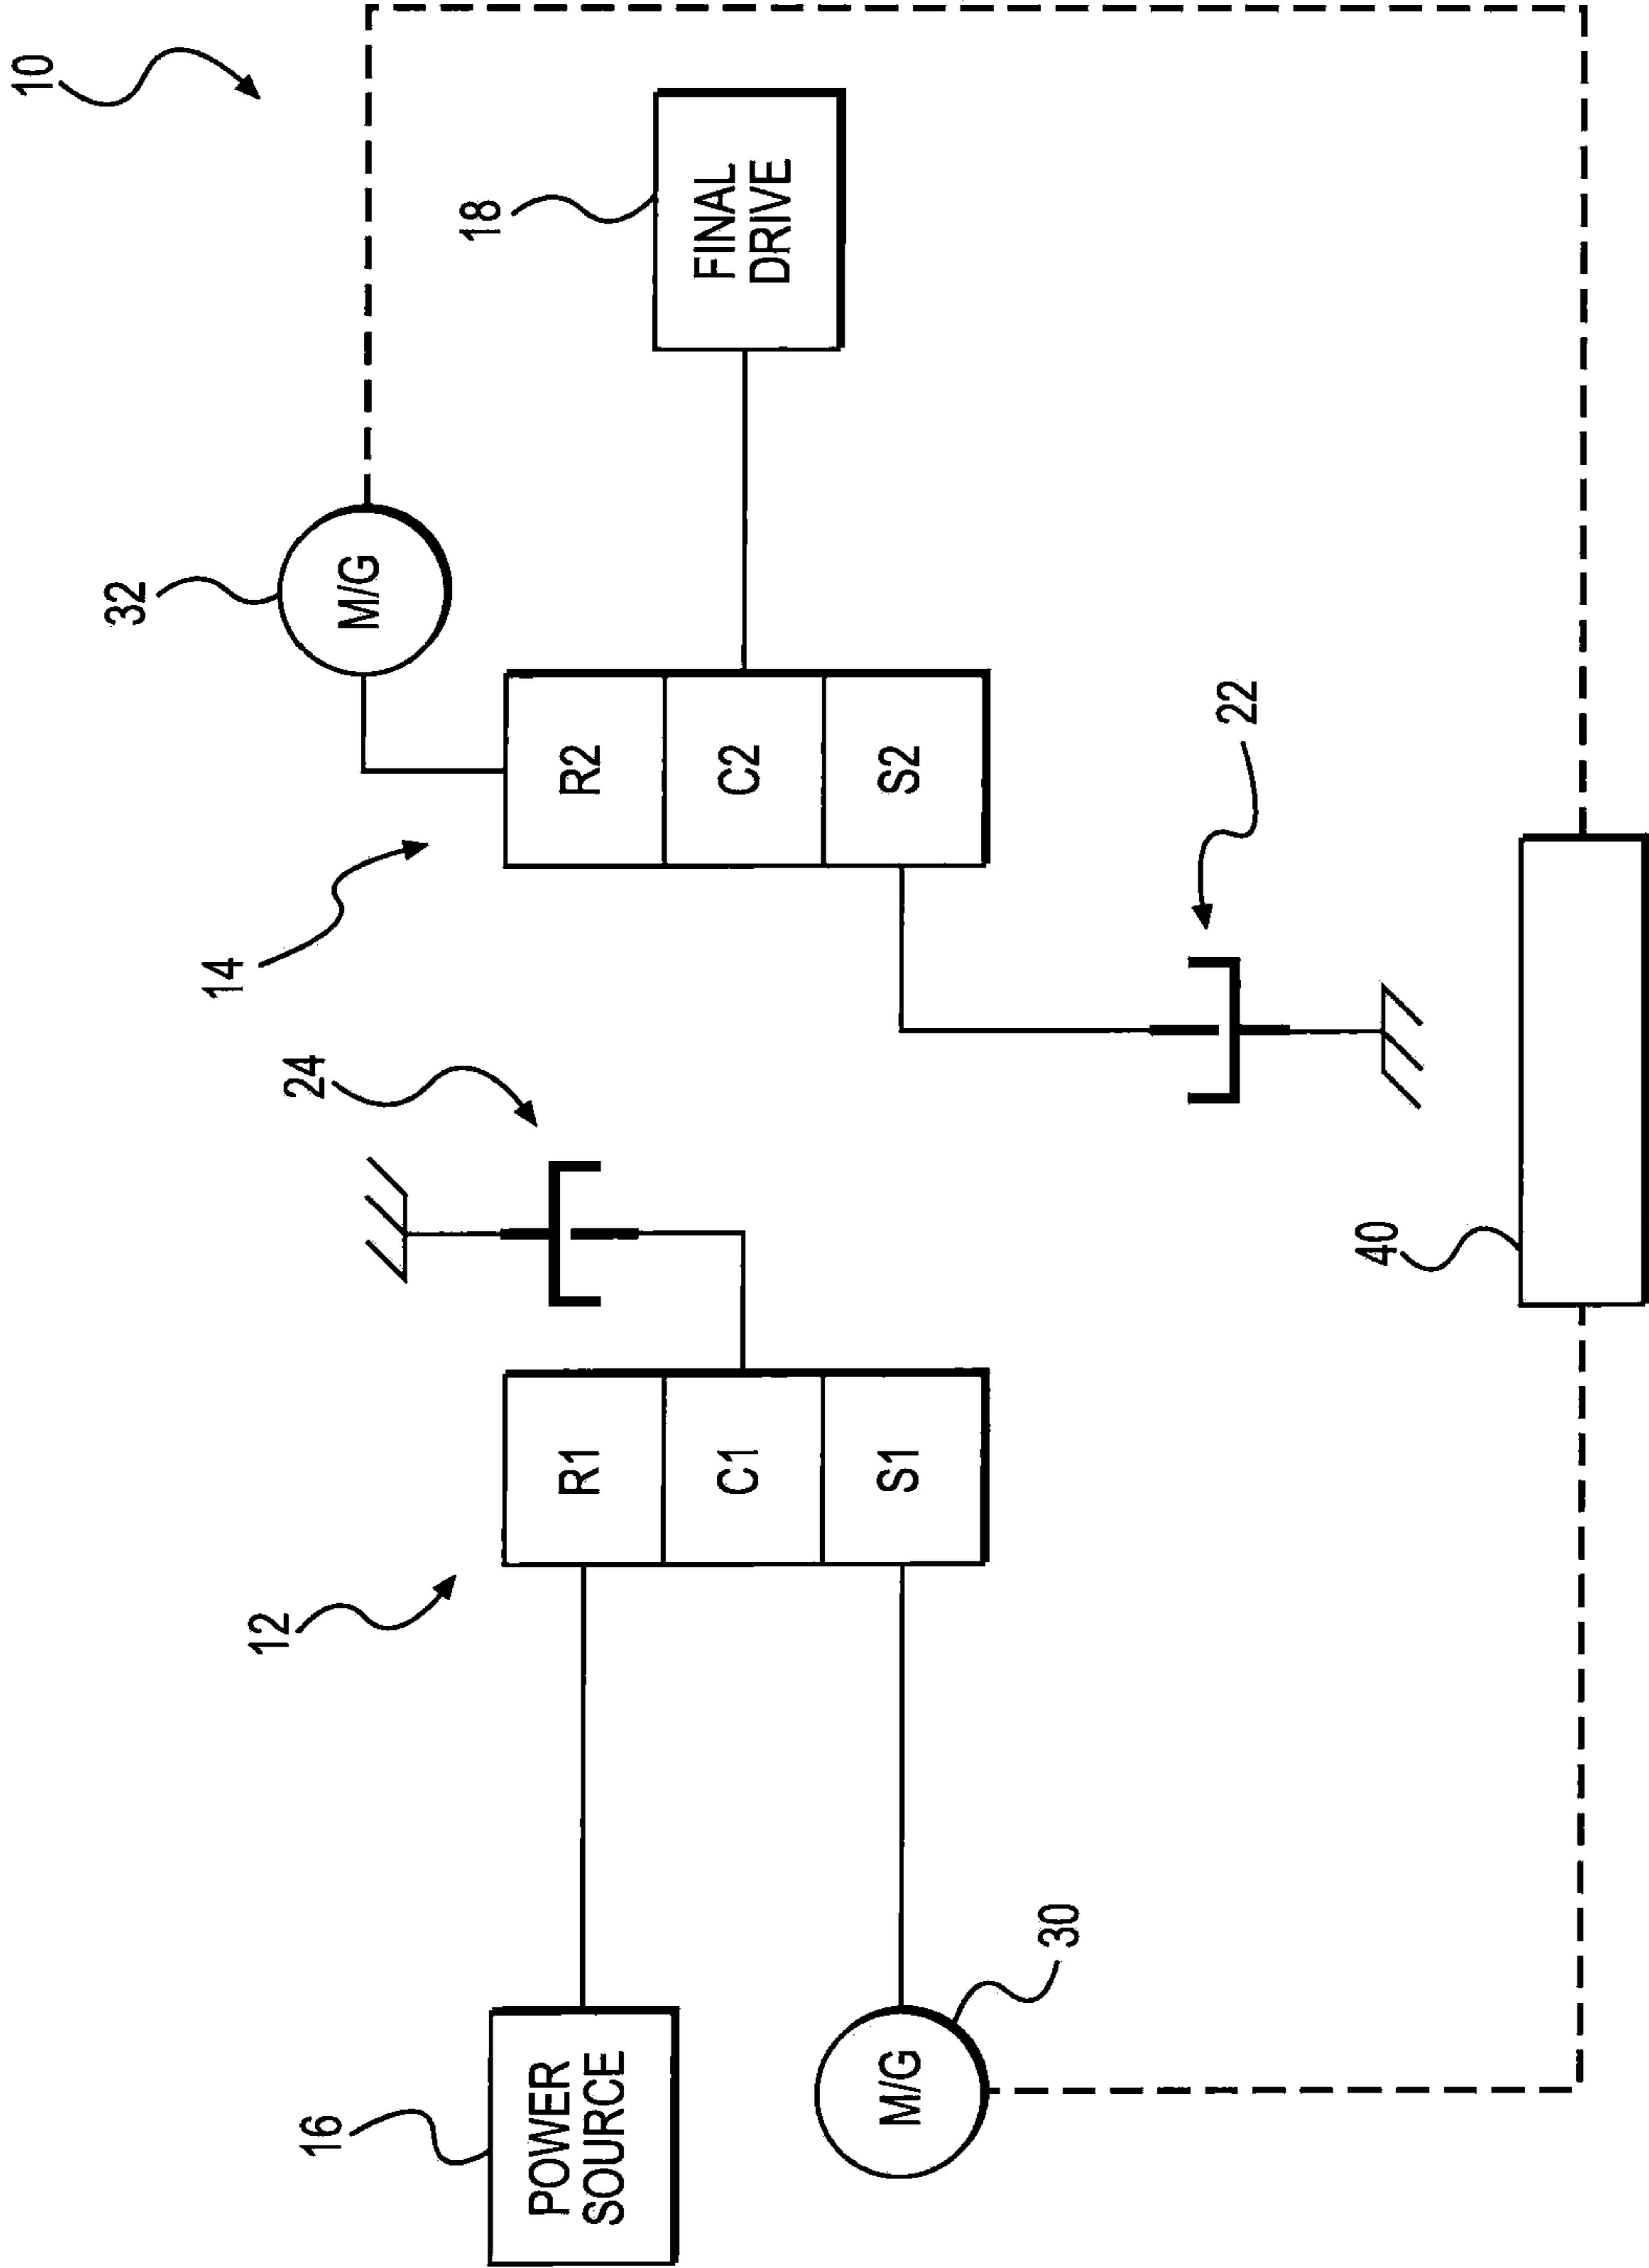 10
32
M/G
18
FINAL
DRIVE
14
R2
C2
S2
24
22
12
R1
C1
S1
16
POWER
SOURCE
M/G
30
40